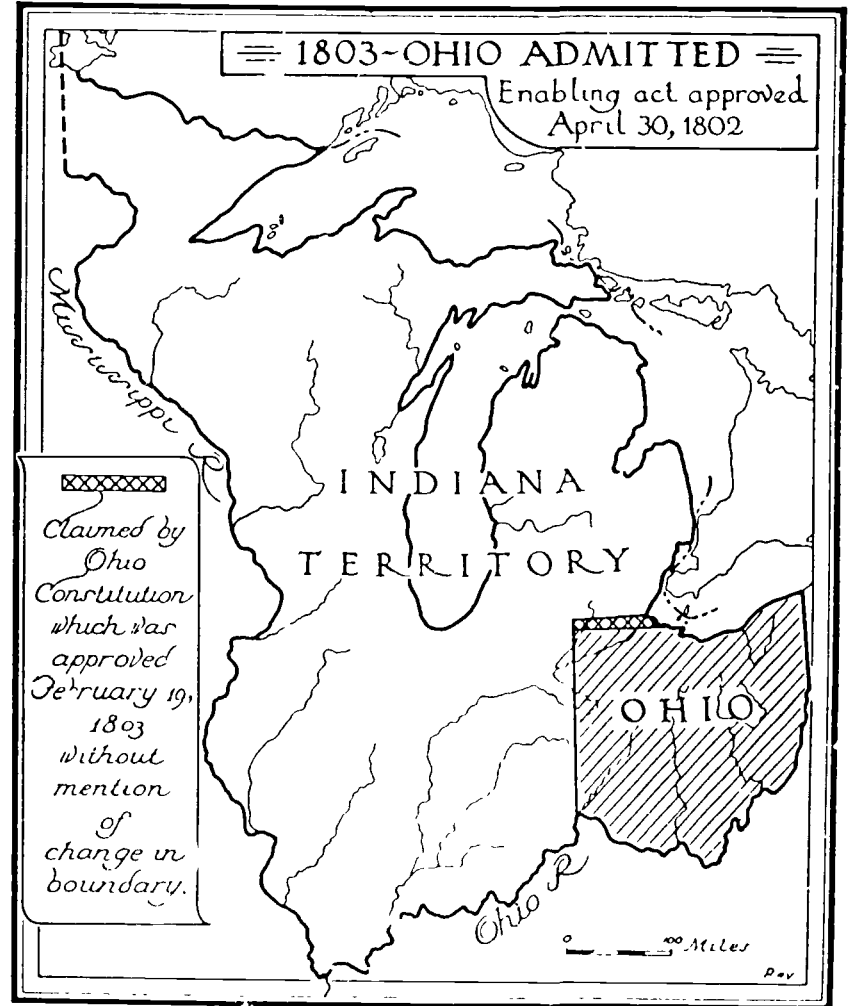 1803-OHIO ADMITTED
Enabling act approved
April 30, 1802
Mississippi R
INDIANA
TERRITORY
OHIO
Claimed by
Ohio
Constitution
which was
approved
February 19,
1803
without
mention
of
change in
boundary.
Ohio R
0 100 Miles